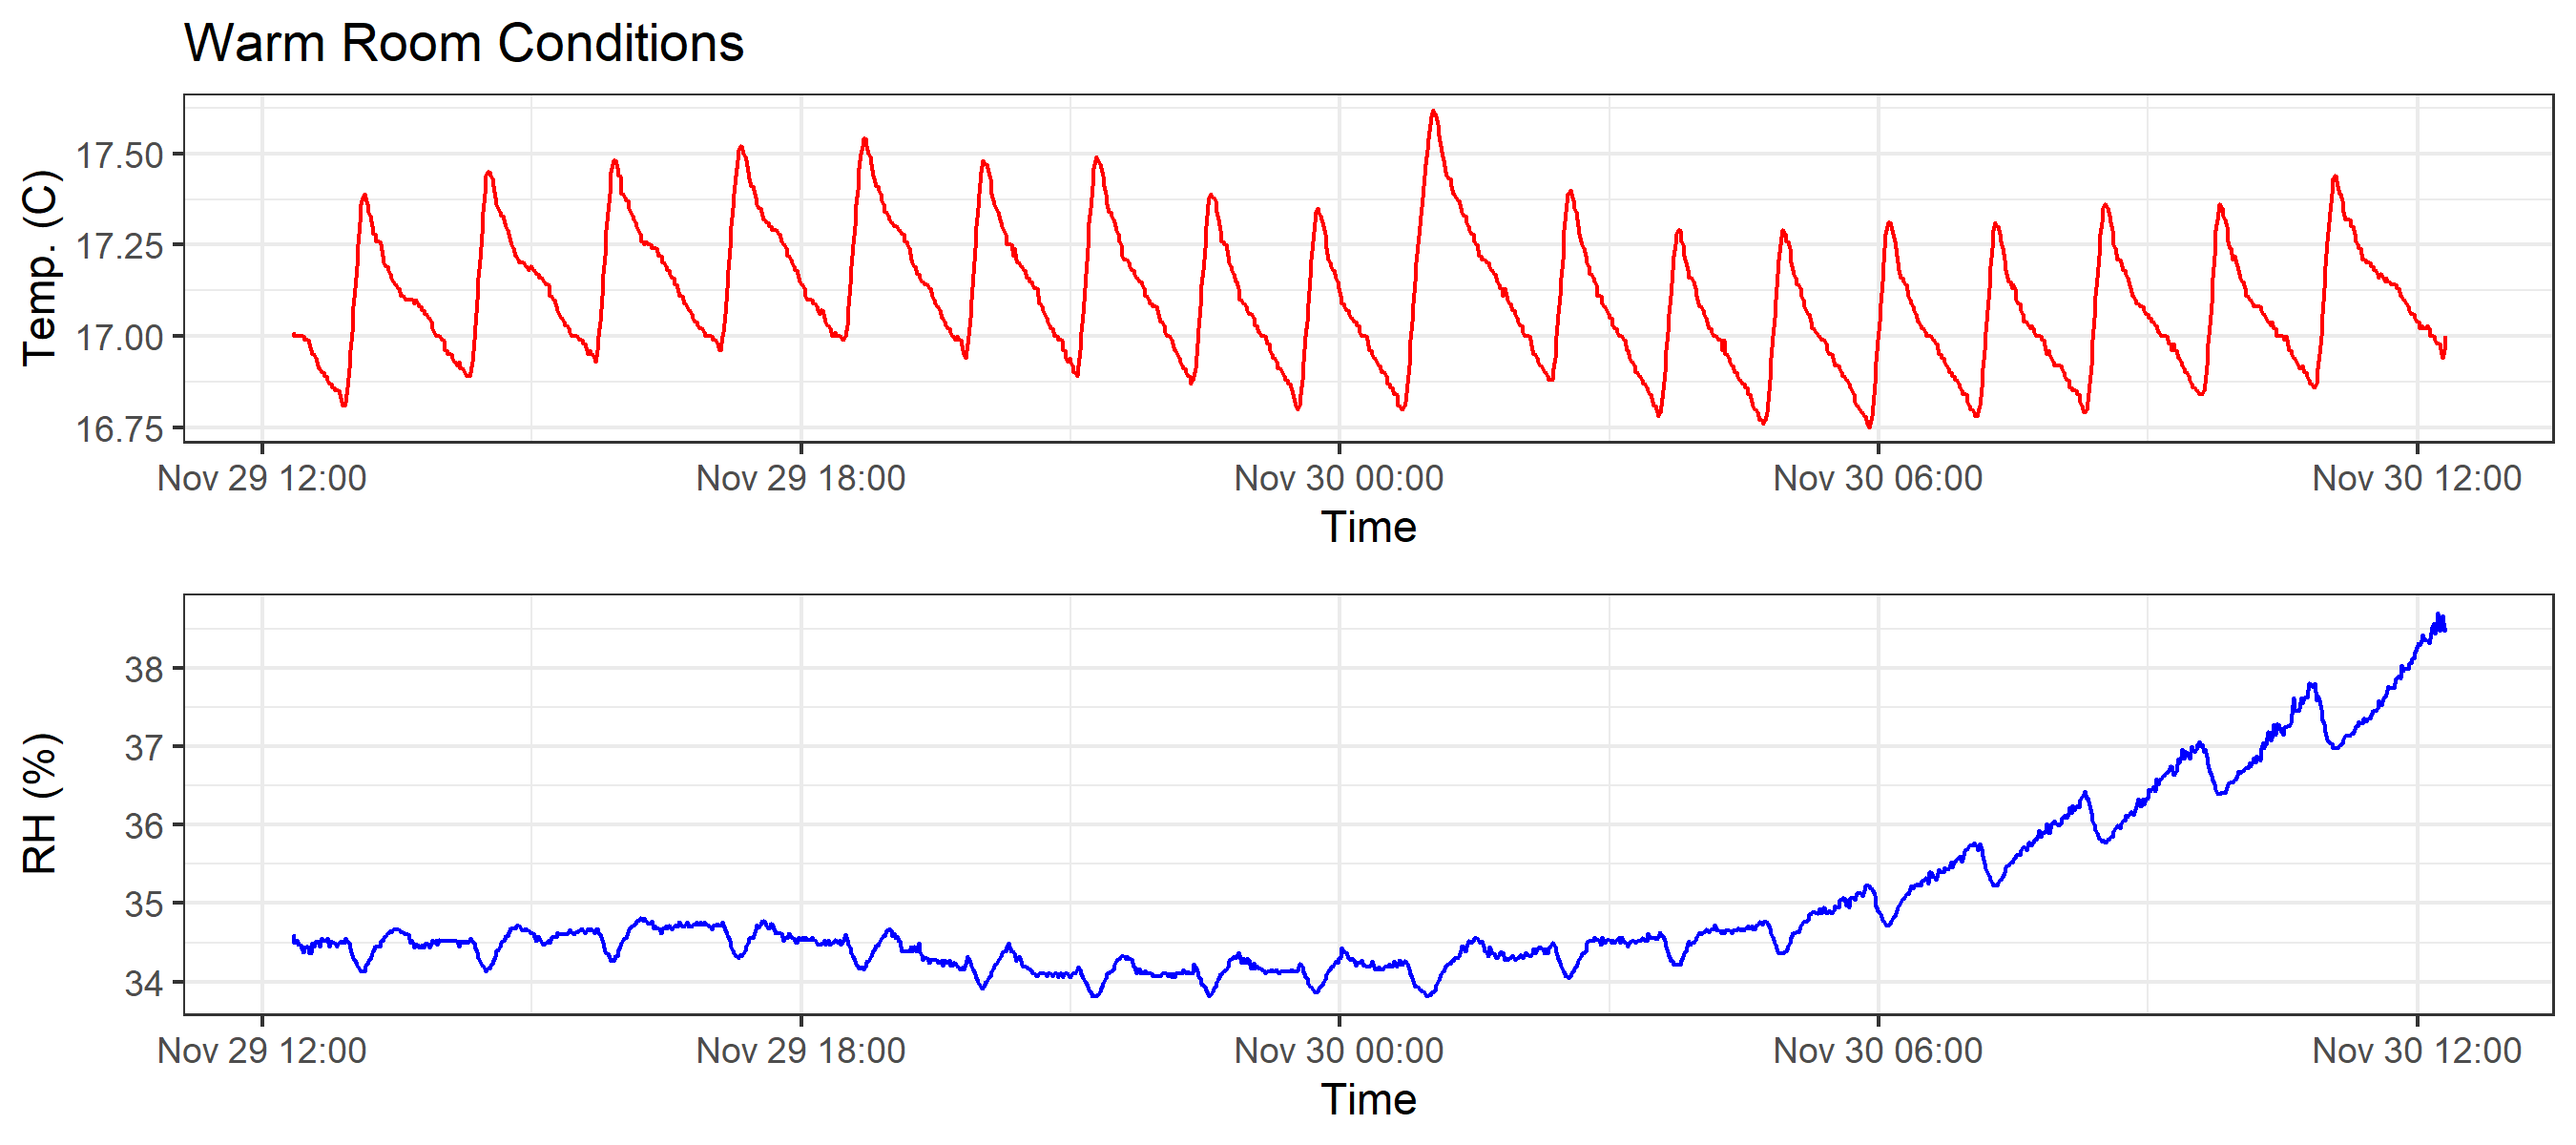 Warm Room Conditions
Temp. (C)
17.50
17.25
17.00
16.75
Nov 29 12:00 Nov 29 18:00 Nov 30 00:00 Nov 30 06:00 Nov 30 12:00
Time
RH (%)
38
37
36
35
34
Nov 29 12:00 Nov 29 18:00 Nov 30 00:00 Nov 30 06:00 Nov 30 12:00
Time